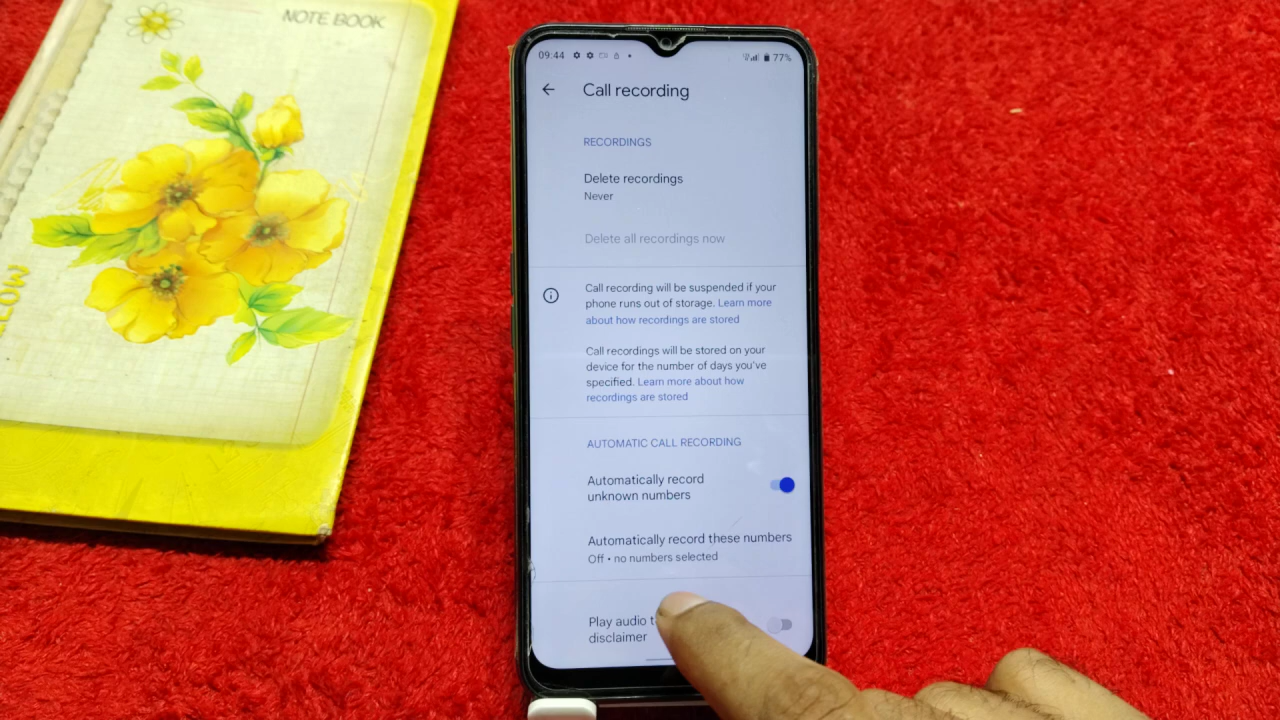 NOTE BOOK
LOW
09:44
77%
Call recording
RECORDINGS
Delete recordings
Never
Delete all recordings now
Call recording will be suspended if your
phone runs out of storage. Learn more
about how recordings are stored
Call recordings will be stored on your
device for the number of days you've
specified. Learn more about how
recordings are stored
AUTOMATIC CALL RECORDING
Automatically record
unknown numbers
Automatically record these numbers
Off • no numbers selected
Play audio
disclaimer